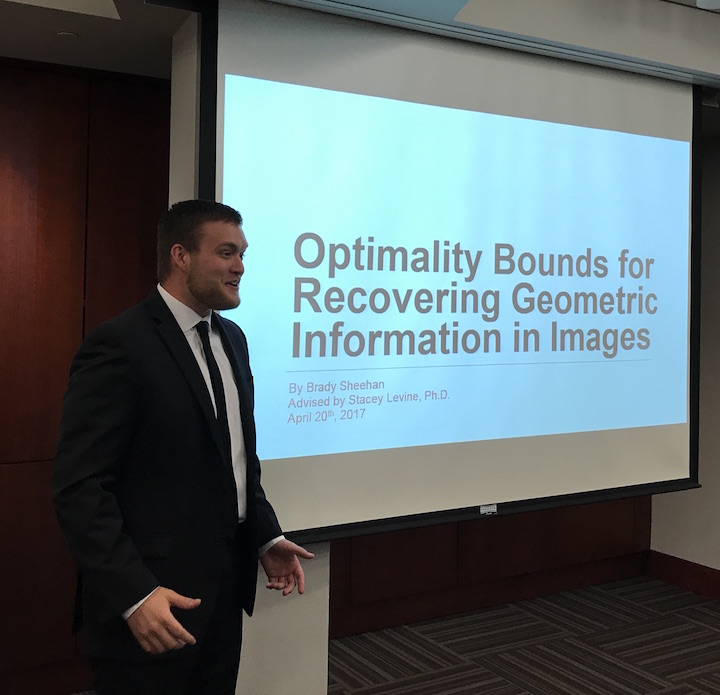 Optimality Bounds for
Recovering Geometric
Information in Images
By Brady Sheehan
Advised by Stacey Levine, Ph.D.
April 20th, 2017